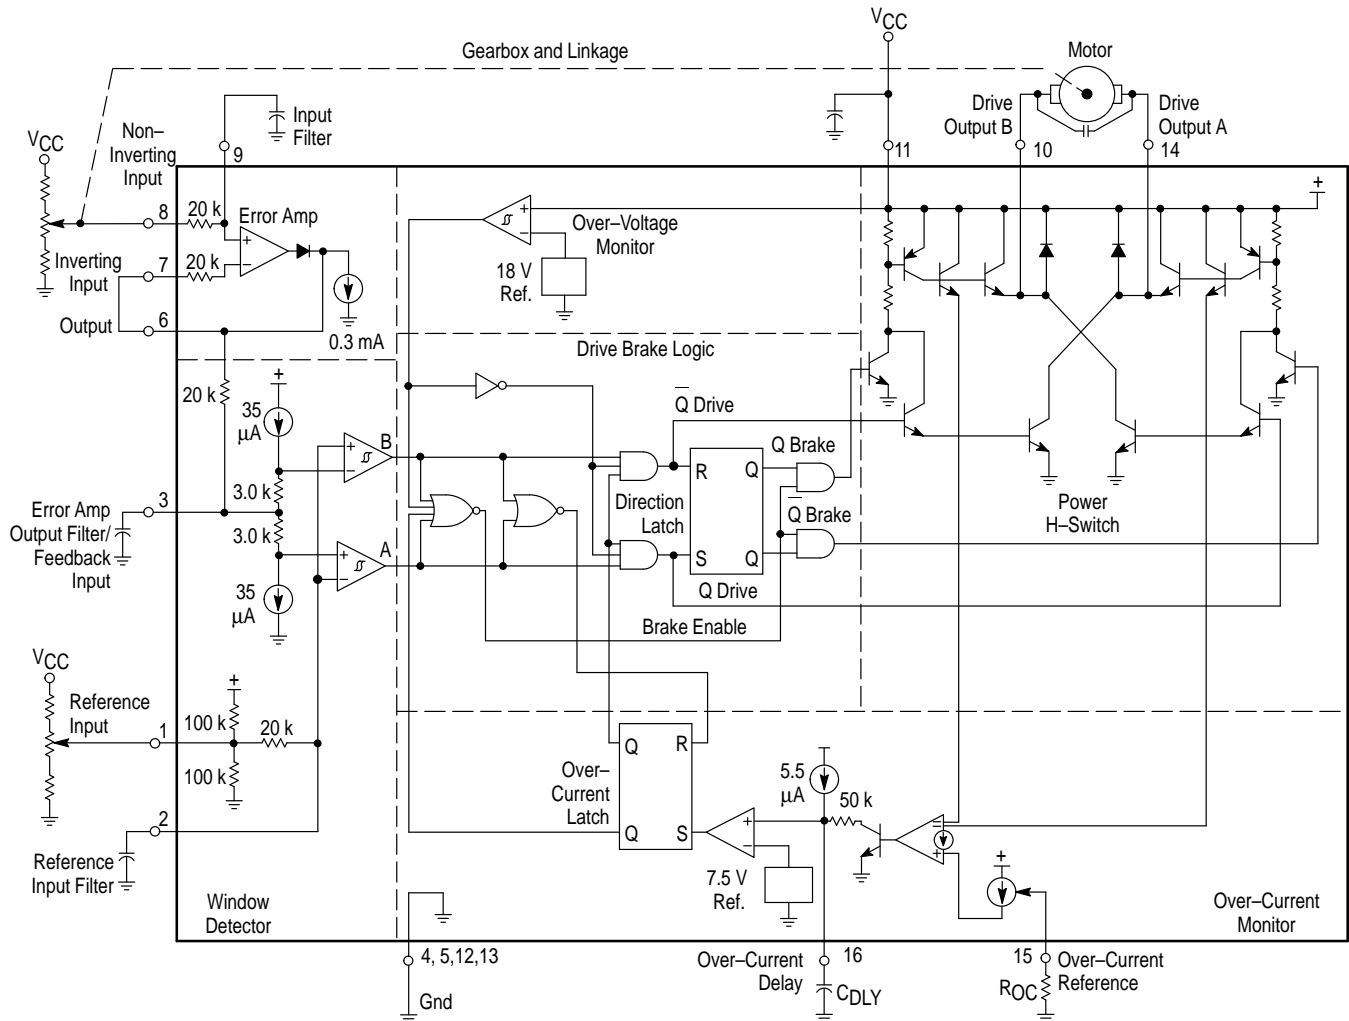 VCC
Gearbox and Linkage
Motor
Drive
Output B
Drive
Output A
Input
Filter
VCC
Non–
Inverting
Input
9
11
10
14
+
8
20 k
Error Amp
+
–
Inverting
Input
7
20 k
Output
6
0.3 mA
+
–
Over–Voltage
Monitor
18 V
Ref.
Drive Brake Logic
20 k
+
35
µA
3.0 k
3.0 k
35
µA
+
–
B
+
–
A
3
Error Amp
Output Filter/
Feedback
Input
Q Drive
Q Brake
Q Brake
R
Q
S
Q
Direction
Latch
Q Drive
Brake Enable
Power
H–Switch
VCC
Reference
Input
1
+
100 k
20 k
100 k
2
Reference
Input Filter
Window
Detector
Q
R
Q
S
Over–
Current
Latch
5.5
µA
50 k
+
–
7.5 V
Ref.
=
+
+
Over–Current
Monitor
4, 5,12,13
Gnd
Over–Current
Delay
16
CDLY
15
Over–Current
Reference
ROC